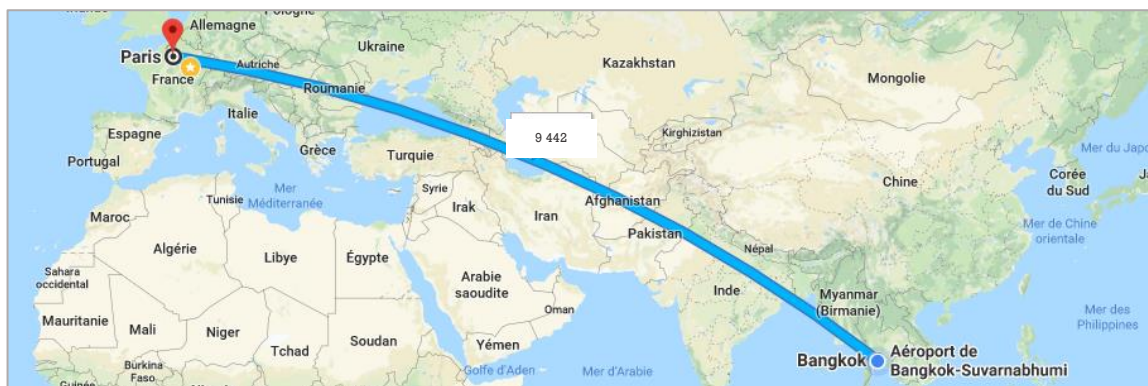 Pologne
Allemagne
Paris
Ukraine
Kazakhstan
Mongolie
France
Autriche
Roumanie
Italie
9 442
Kirghizistan
Mer du Japo
Espagne
Grèce
Turquie
Chine
Corée
du Sud
Portugal
Mer
Méditerranée
Tunisie
Syrie
Afghanistan
Maroc
Irak
Iran
Mer de Chine
orientale
Pakistan
Algérie
Libye
Égypte
Népal
Sahara
occidental
Arabie
saoudite
Inde
Myanmar
(Birmanie)
Oman
Mauritanie
Mali
Niger
Soudan
Mer des
Philippines
Tchad
Yémen
Burkina
Faso
Golfe d'Aden
Mer d'Arabie
Bangkok
Aéroport de
Bangkok-Suvarnabhumi